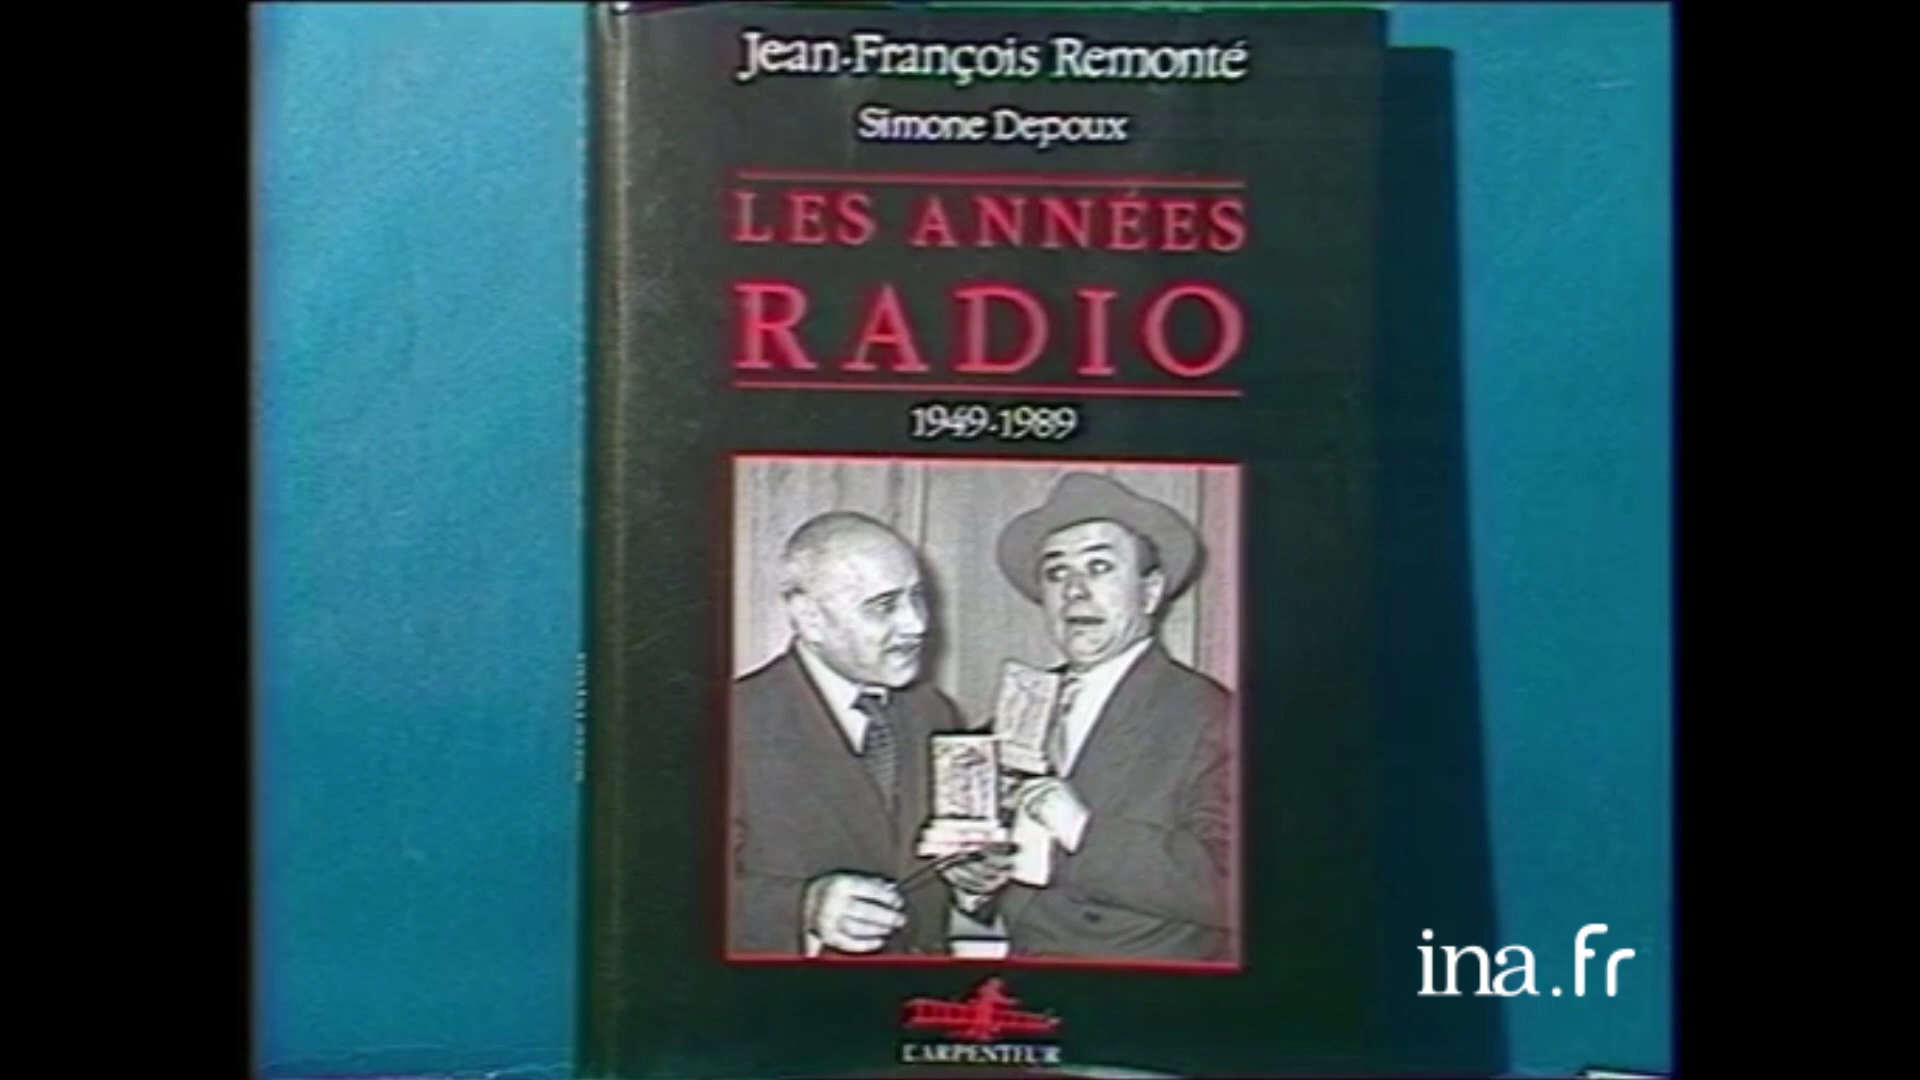 Jean-François Remonté
Simone Depoux
LES ANNÉES
RADIO
1949-1989
L'ARPENTEUR
ina.fr